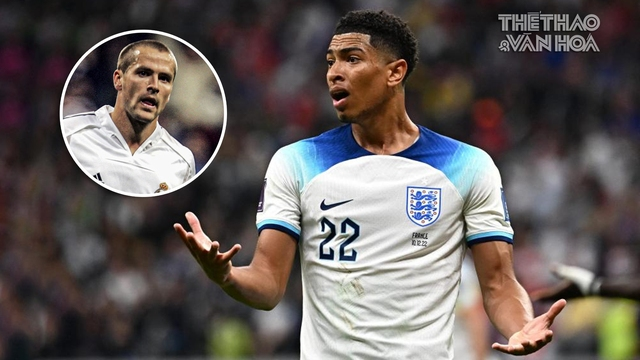 THỂ THAO
& VĂN HÓA
22
FRANCE
10.12.22